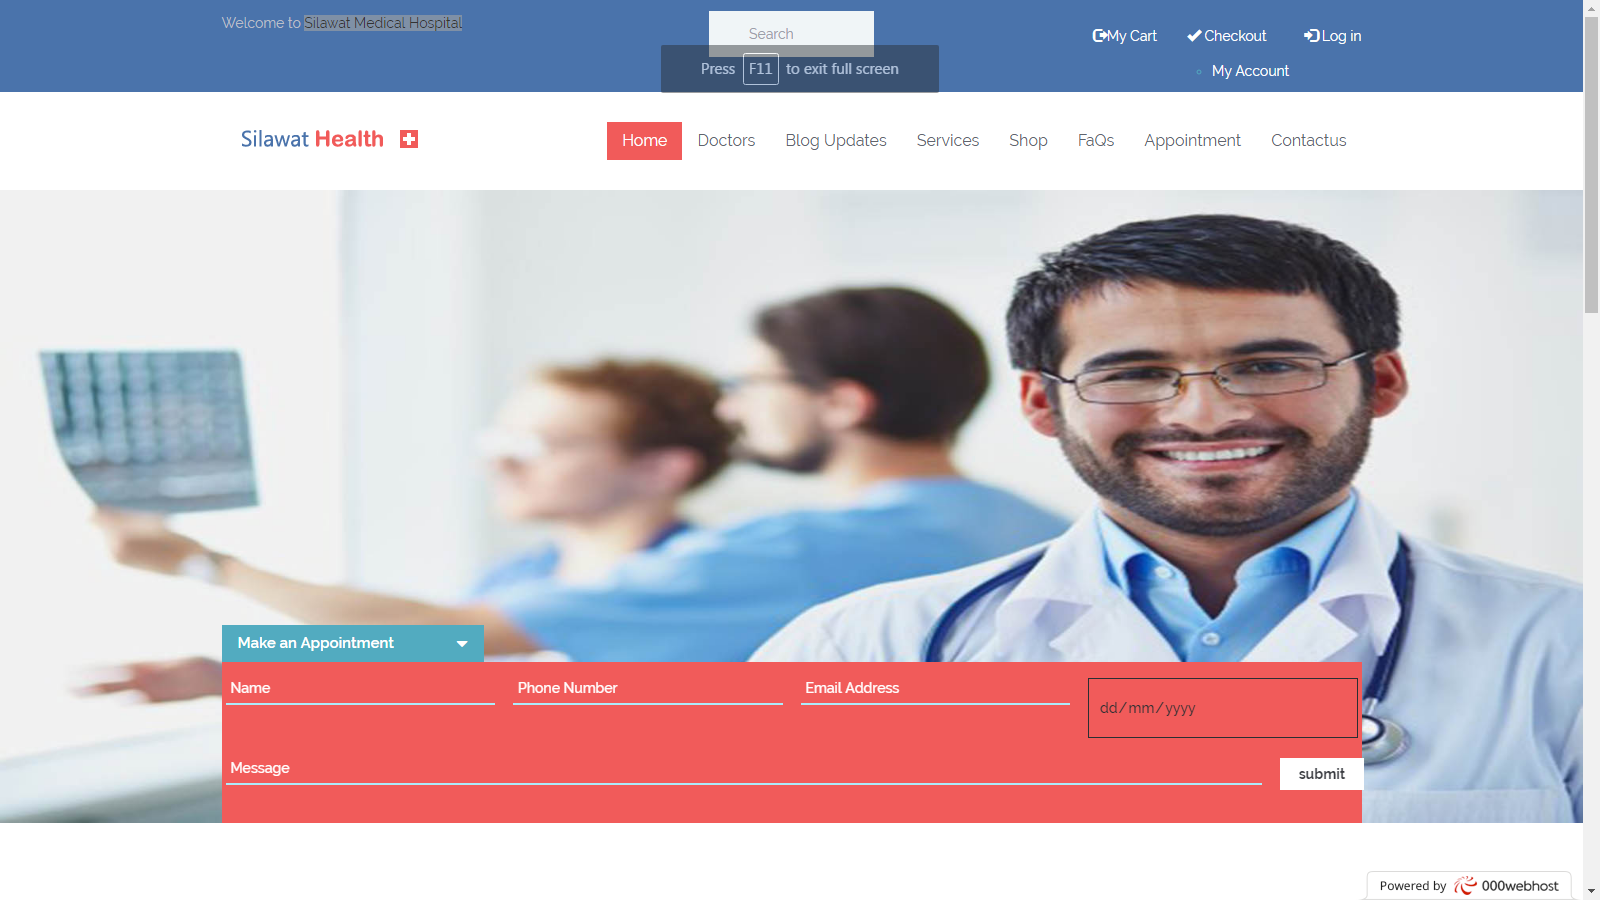 Welcome to Silawat Medical Hospital
Search
My Cart
Checkout
Log in
My Account
Press F11 to exit full screen
Silawat Health
Home
Doctors
Blog Updates
Services
Shop
FaQs
Appointment
Contactus
Make an Appointment
Name
Phone Number
Email Address
dd/mm/yyyy
Message
submit
Powered by 000webhost